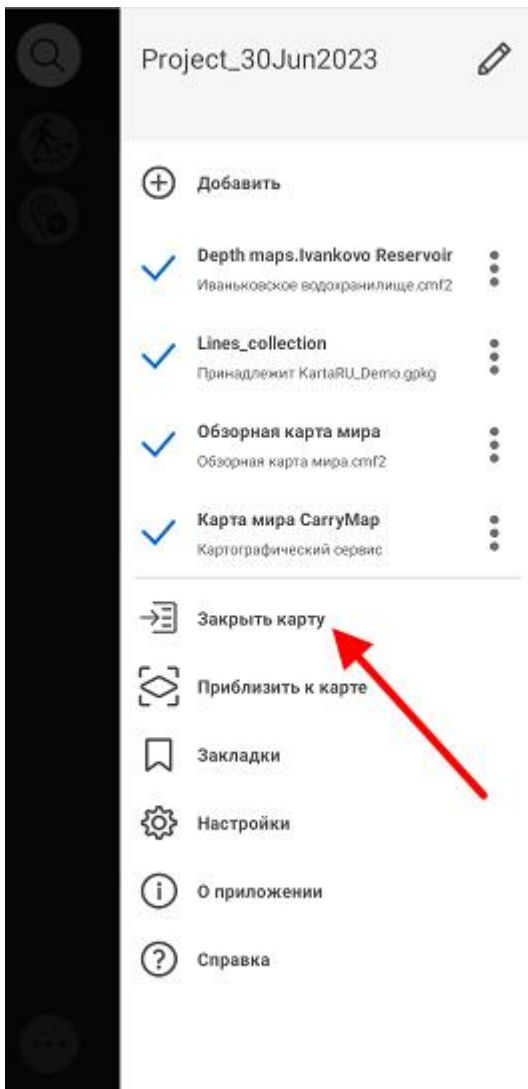 Project_30Jun2023
Добавить
Depth maps.Ivankovo Reservoir
Иваньковское водохранилище.cmf2
Lines_collection
Принадлежит KartaRU_Demo.gpkg
Обзорная карта мира
Обзорная карта мира.cmf2
Карта мира CarryMap
Картографический сервис
Закрыть карту
Приблизить к карте
Закладки
Настройки
О приложении
Справка